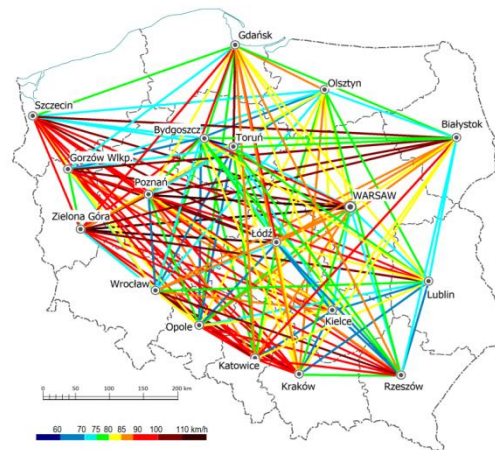 Gdańsk
Olsztyn
Szczecin
Bydgoszcz
Toruń
Białystok
Gorzów Wlkp.
Poznań
WARSAW
Zielona Góra
Łódź
Wrocław
Lublin
Kielce
Opole
Katowice
Kraków
Rzeszów
0 50 100 200 km
60 70 75 80 85 90 100 110 km/h